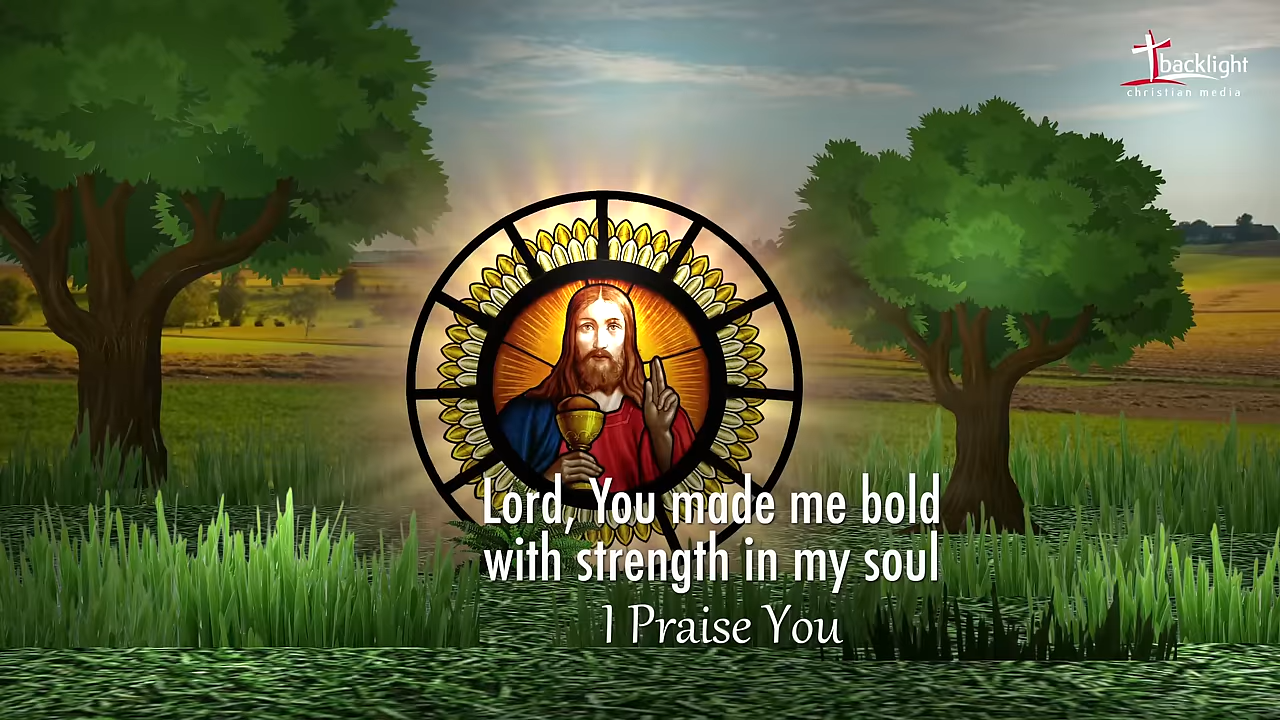 backlight
christian media
Lord, You made me bold
with strength in my soul
I Praise You